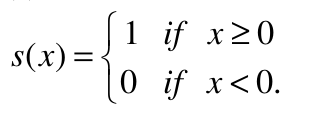 s(x) = { 1 if x ≥ 0
0 if x < 0.